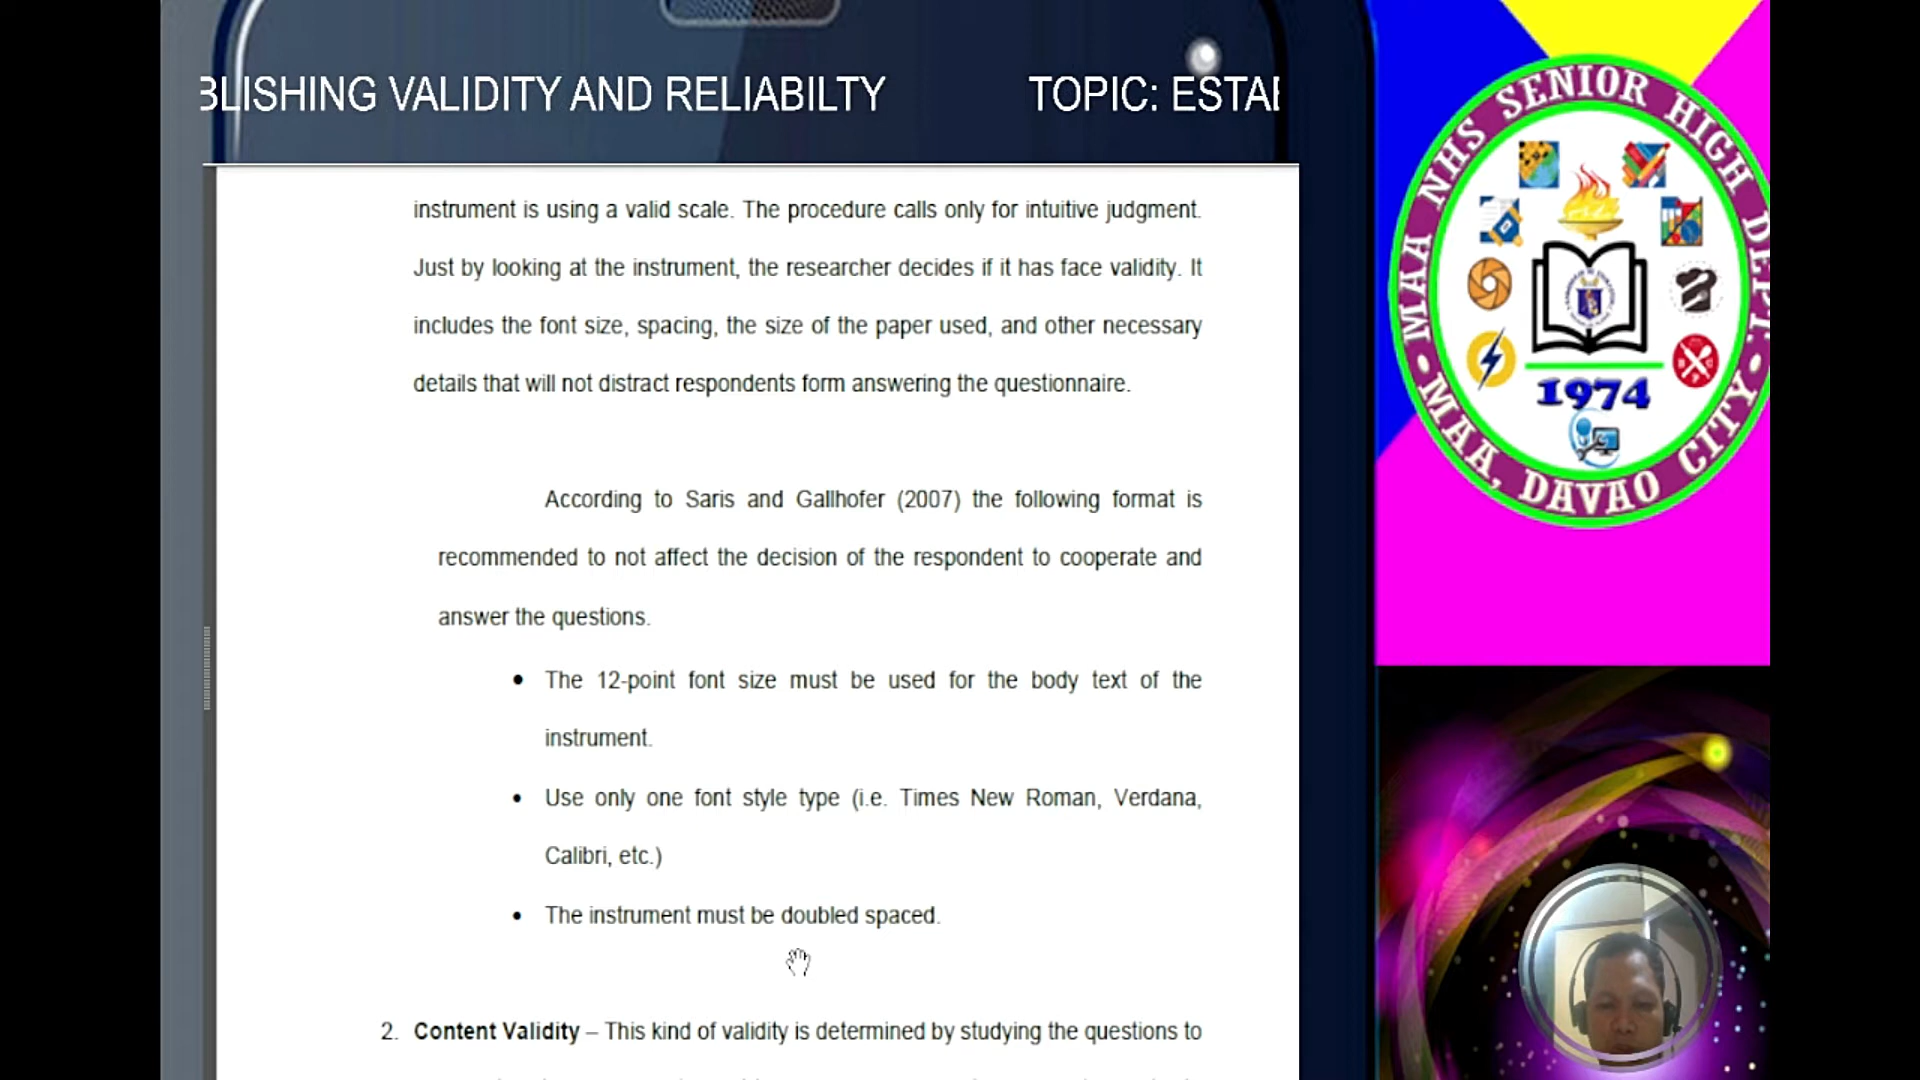 BLISHING VALIDITY AND RELIABILTY TOPIC: ESTAB
instrument is using a valid scale. The procedure calls only for intuitive judgment.
Just by looking at the instrument, the researcher decides if it has face validity. It
includes the font size, spacing, the size of the paper used, and other necessary
details that will not distract respondents form answering the questionnaire.
According to Saris and Gallhofer (2007) the following format is
recommended to not affect the decision of the respondent to cooperate and
answer the questions.
• The 12-point font size must be used for the body text of the
instrument.
• Use only one font style type (i.e. Times New Roman, Verdana,
Calibri, etc.)
• The instrument must be doubled spaced.
2. Content Validity – This kind of validity is determined by studying the questions to
MAA NHS SENIOR HIGH DEPT.
1974
• MAA, DAVAO CITY •